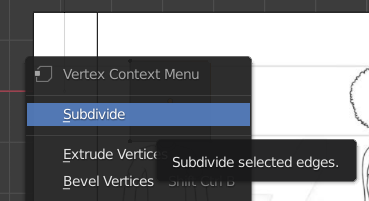 Vertex Context Menu
Subdivide
Extrude Vertice
Subdivide selected edges.
Bevel Vertices Shift Ctrl B